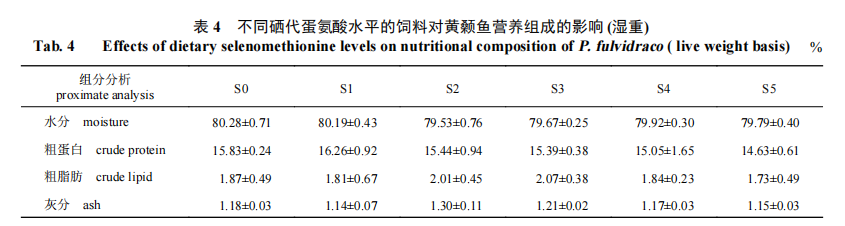 表 4 不同硒代蛋氨酸水平的饲料对黄颡鱼营养组成的影响(湿重)
Tab. 4 Effects of dietary selenomethionine levels on nutritional composition of P. fulvidraco ( live weight basis) %
组分分析
proximate analysis S0 S1 S2 S3 S4 S5
水分 moisture 80.28±0.71 80.19±0.43 79.53±0.76 79.67±0.25 79.92±0.30 79.79±0.40
粗蛋白 crude protein 15.83±0.24 16.26±0.92 15.44±0.94 15.39±0.38 15.05±1.65 14.63±0.61
粗脂肪 crude lipid 1.87±0.49 1.81±0.67 2.01±0.45 2.07±0.38 1.84±0.23 1.73±0.49
灰分 ash 1.18±0.03 1.14±0.07 1.30±0.11 1.21±0.02 1.17±0.03 1.15±0.03